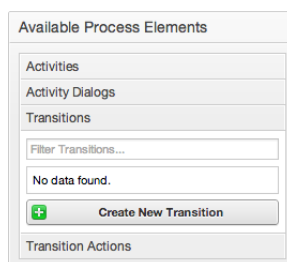 Available Process Elements
Activities
Activity Dialogs
Transitions
Filter Transitions...
No data found.
Create New Transition
Transition Actions